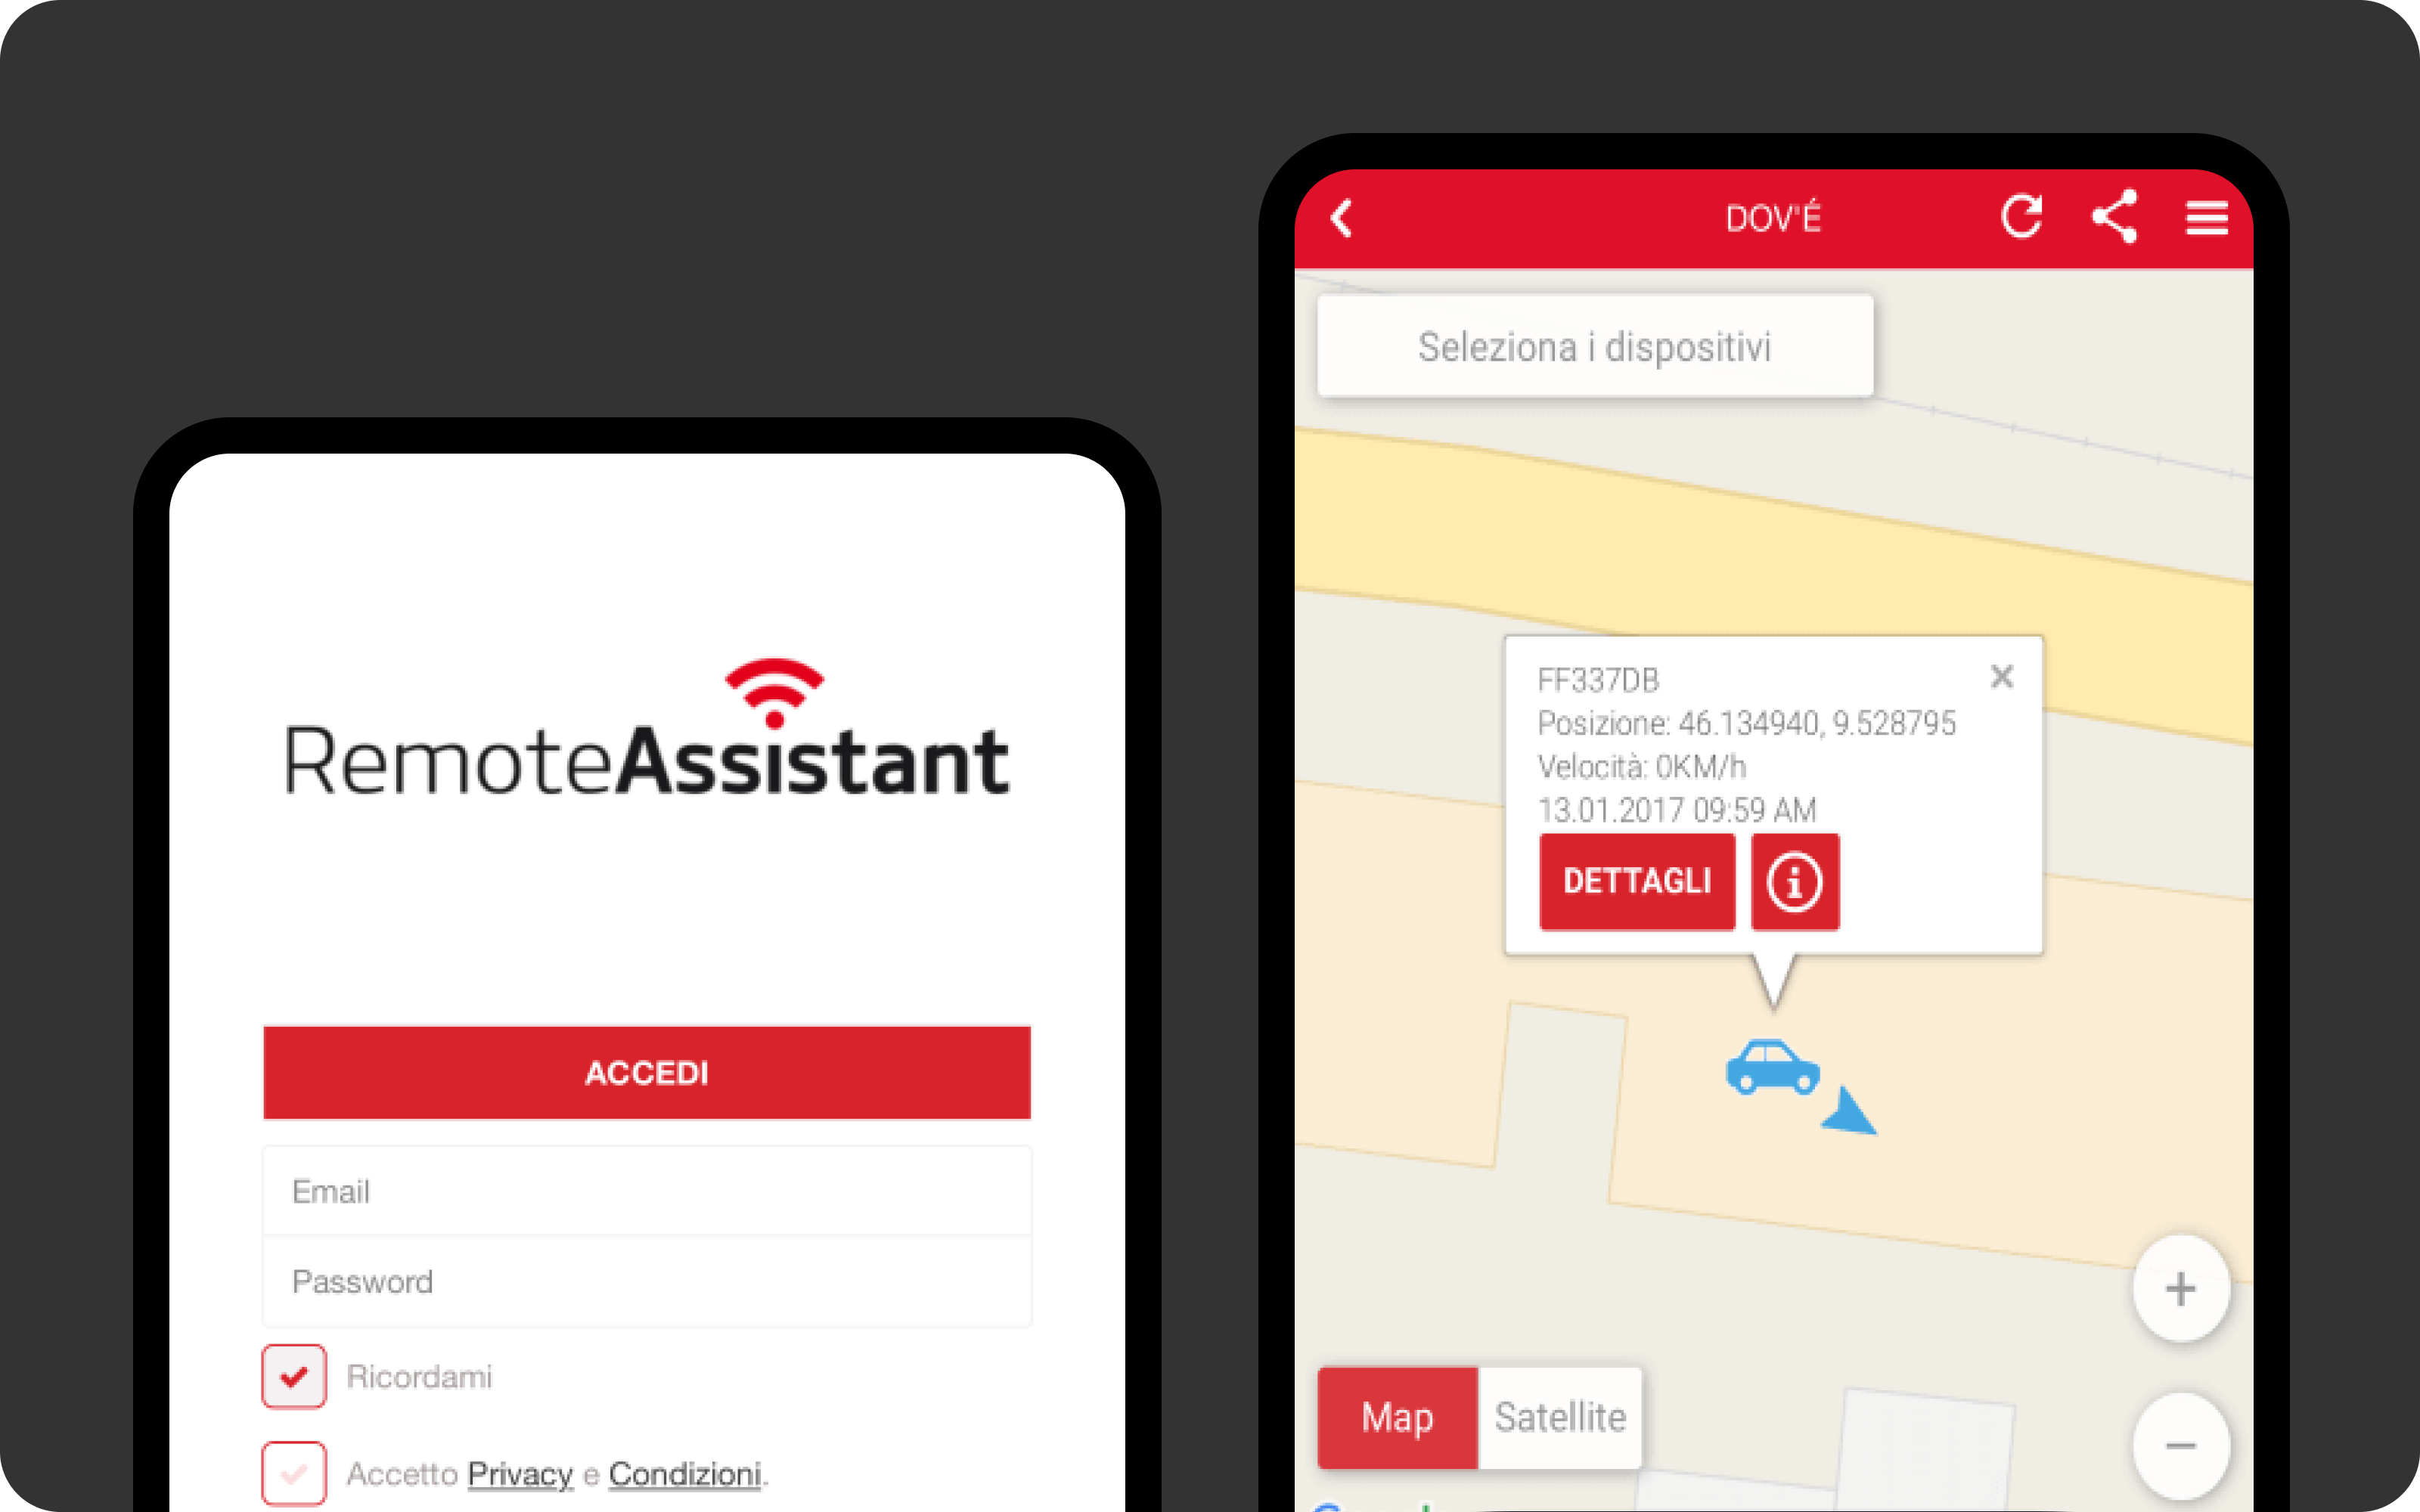 RemoteAssistant
ACCEDI
Email
Password
Ricordami
Accetto Privacy e Condizioni.
DOV'É
Seleziona i dispositivi
FF337DB
Posizione: 46.134940, 9.528795
Velocità: 0KM/h
13.01.2017 09:59 AM
DETTAGLI
Map Satellite